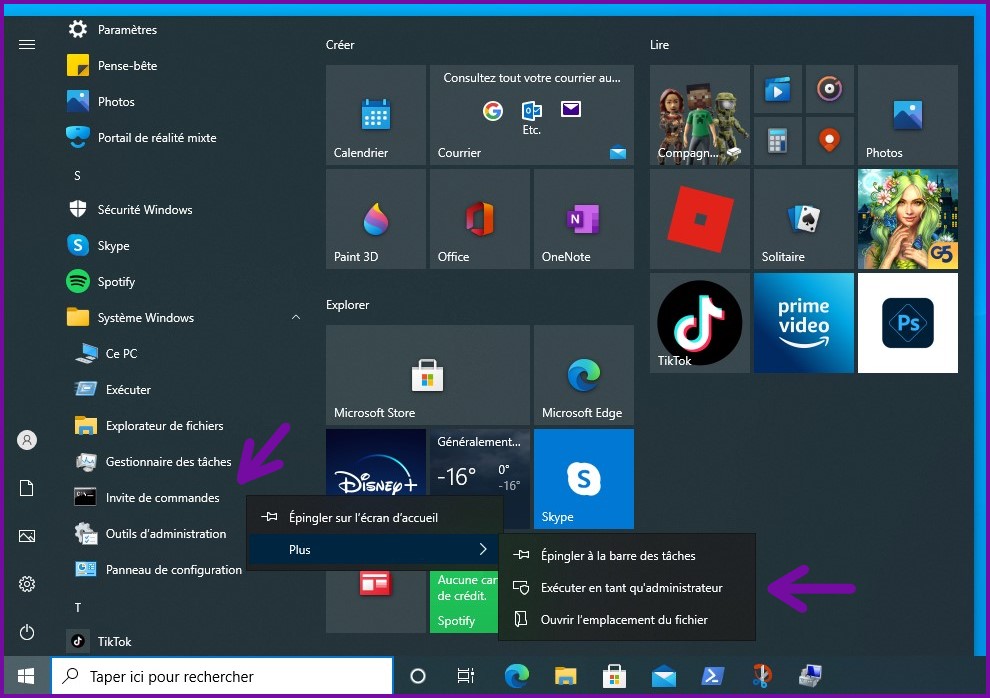 Paramètres
Pense-bête
Photos
Portail de réalité mixte
S
Sécurité Windows
Skype
Spotify
Système Windows
Ce PC
Exécuter
Explorateur de fichiers
Gestionnaire des tâches
Invite de commandes
Outils d'administration
Panneau de configuration
T
TikTok
Créer
Calendrier
Consultez tout votre courrier au...
Etc.
Courrier
Paint 3D
Office
N
OneNote
Explorer
Microsoft Store
Microsoft Edge
Disney+
Généralement...
-16°
0°
-16°
S
Skype
Aucune car
de crédit.
Spotify
Lire
Compagn...
Photos
Solitaire
G5
TikTok
prime
video
Ps
Épingler sur l'écran d'accueil
Plus
Épingler à la barre des tâches
Exécuter en tant qu'administrateur
Ouvrir l'emplacement du fichier
Taper ici pour rechercher